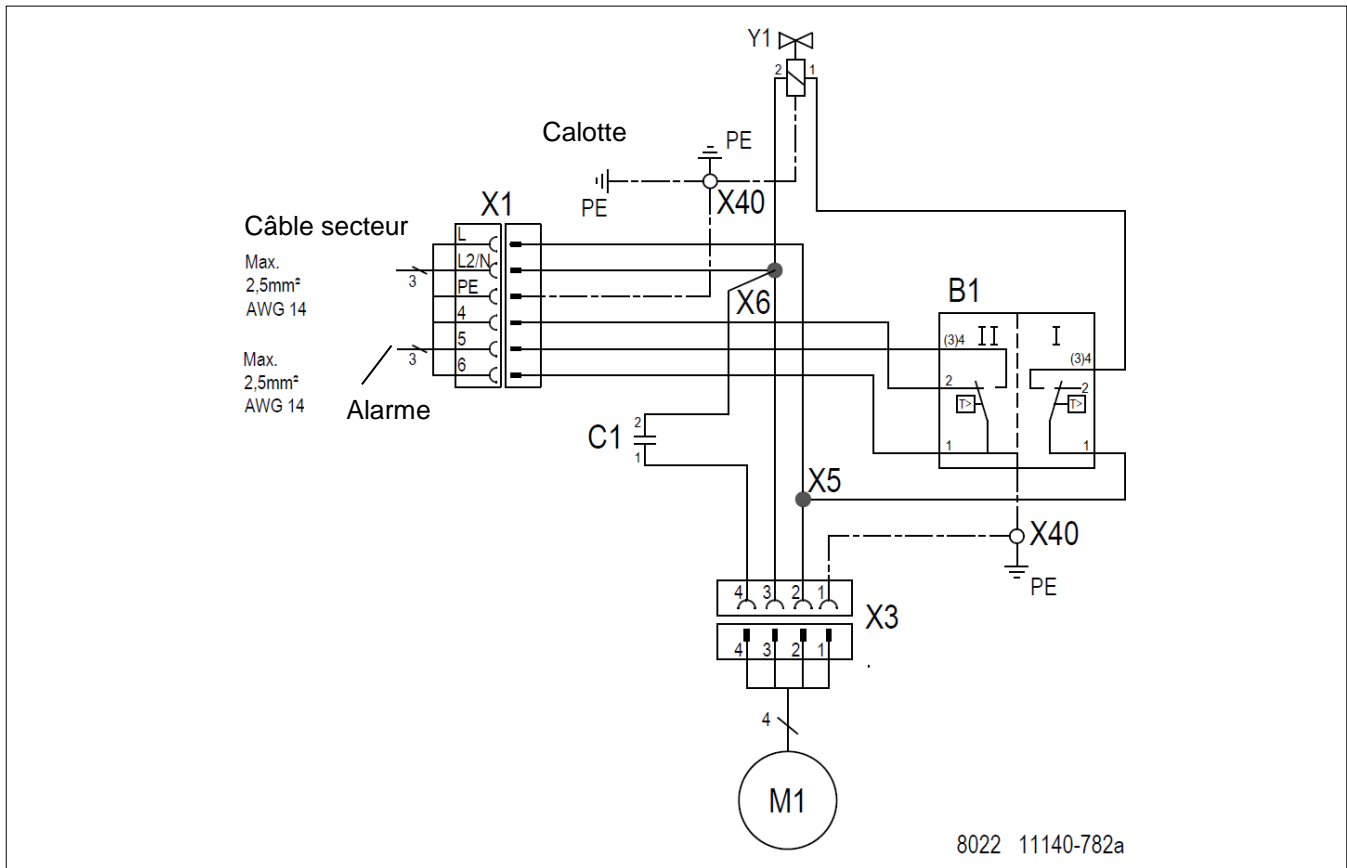 Y1
2 1
Calotte
PE
PE
X40
X1
Câble secteur
Max.
2,5mm²
AWG 14
3
L
L2/N
PE
4
5
6
Max.
2,5mm²
AWG 14
3
Alarme
X6
B1
II I
(3)4
(3)4
2
2
T>
T>
1
1
C1
2
1
X5
X40
PE
4 3 2 1
X3
4 3 2 1
4
M1
8022 11140-782a